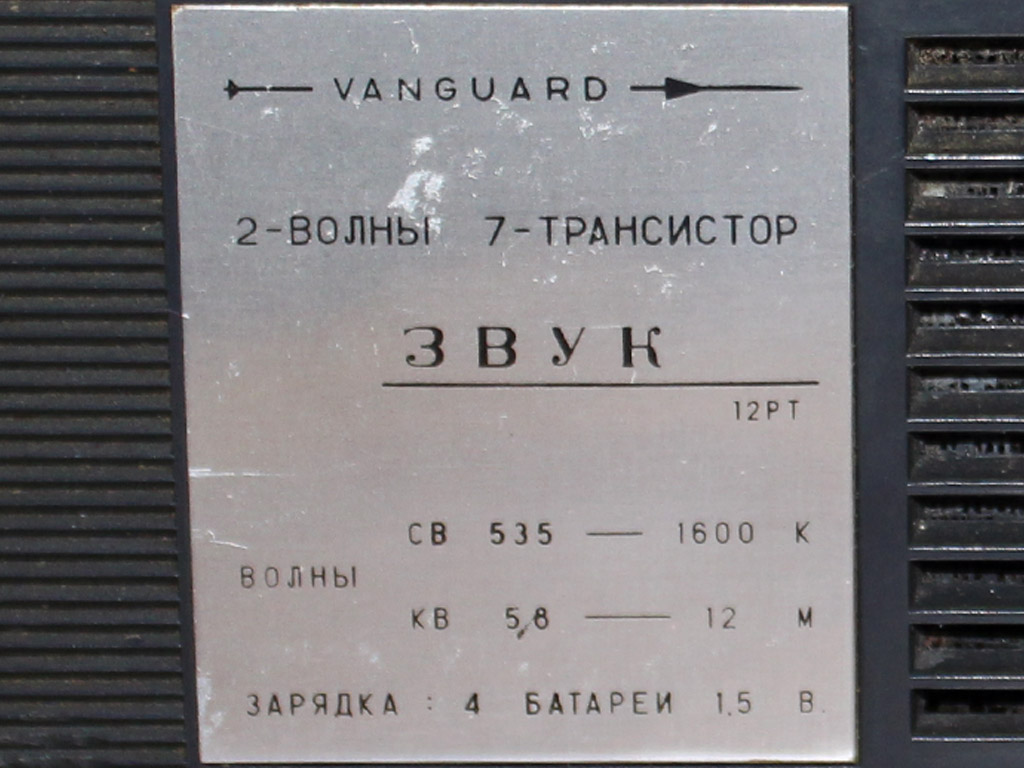 VANGUARD
2-ВОЛНЫ 7-ТРАНСИСТОР
ЗВУК
12РТ
СВ 535 — 1600 К
ВОЛНЫ
КВ 5,8 — 12 М
ЗАРЯДКА : 4 БАТАРЕИ 1.5 В.